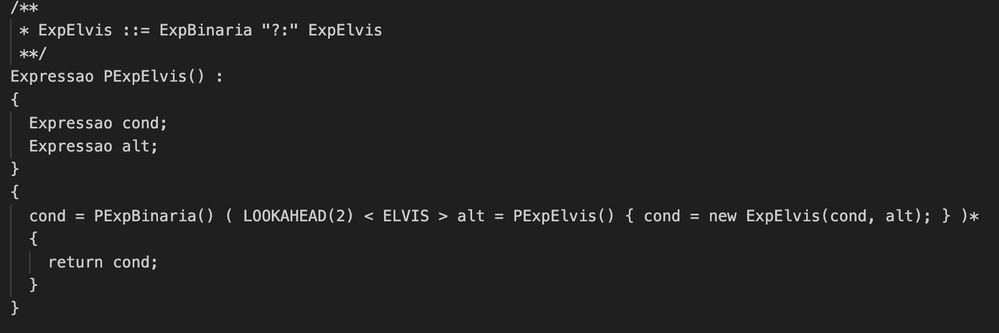 /**
 * ExpElvis ::= ExpBinaria "?:" ExpElvis
 **/
Expressao PExpElvis() :
{
  Expressao cond;
  Expressao alt;
}
{
  cond = PExpBinaria() ( LOOKAHEAD(2) < ELVIS > alt = PExpElvis() { cond = new ExpElvis(cond, alt); } )*
  {
    return cond;
  }
}